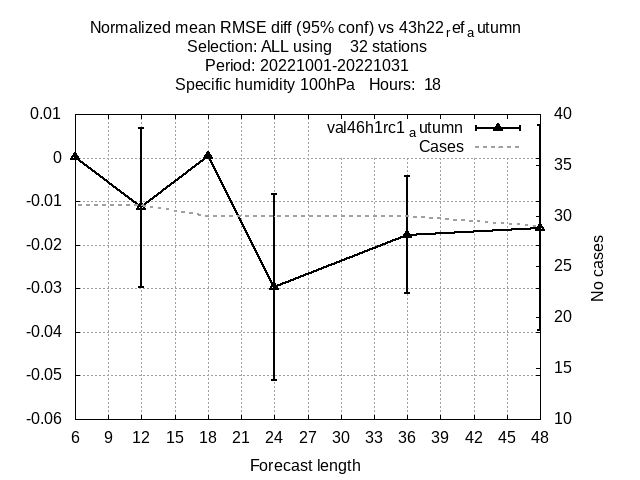 Normalized mean RMSE diff (95% conf) vs 43h22refautumn
Selection: ALL using 32 stations
Period: 20221001-20221031
Specific humidity 100hPa Hours: 18
0.01
0
-0.01
-0.02
-0.03
-0.04
-0.05
-0.06
val46h1rc1autumn
Cases
40
35
30
25
20
15
10
No cases
6 9 12 15 18 21 24 27 30 33 36 39 42 45 48
Forecast length